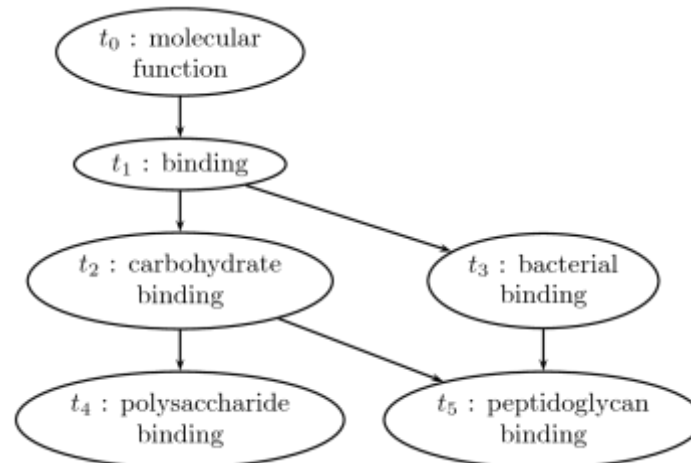 t₀ : molecular
function
t₁ : binding
t₂ : carbohydrate
binding
t₃ : bacterial
binding
t₄ : polysaccharide
binding
t₅ : peptidoglycan
binding